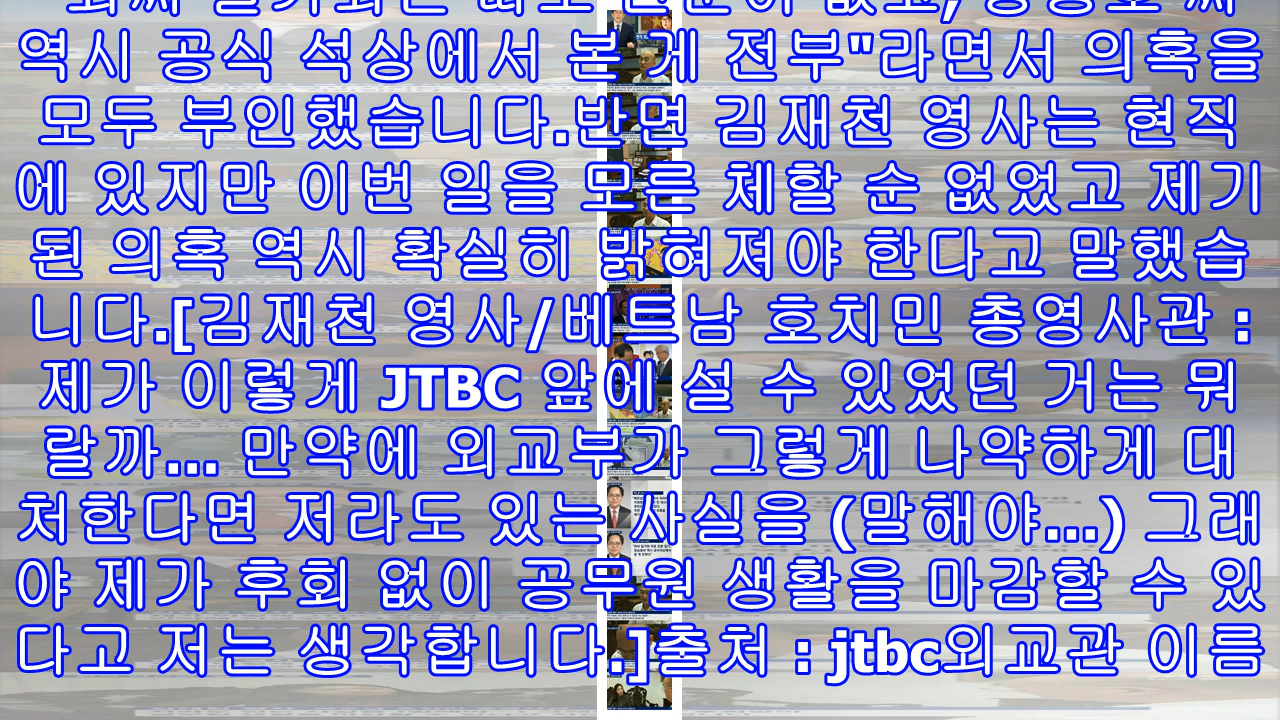 역시 공식 석상에서 본 게 전부"라면서 의혹을
모두 부인했습니다.반면 김재천 영사는 현직
에 있지만 이번 일을 모른 체할 순 없었고 제기
된 의혹 역시 확실히 밝혀져야 한다고 말했습
니다.[김재천 영사/베트남 호치민 총영사관 :
제가 이렇게 JTBC 앞에 설 수 있었던 거는 뭐
랄까... 만약에 외교부가 그렇게 나약하게 대
처한다면 저라도 있는 사실을 (말해야...) 그래
야 제가 후회 없이 공무원 생활을 마감할 수 있
다고 저는 생각합니다.]출처 : jtbc외교관 이름